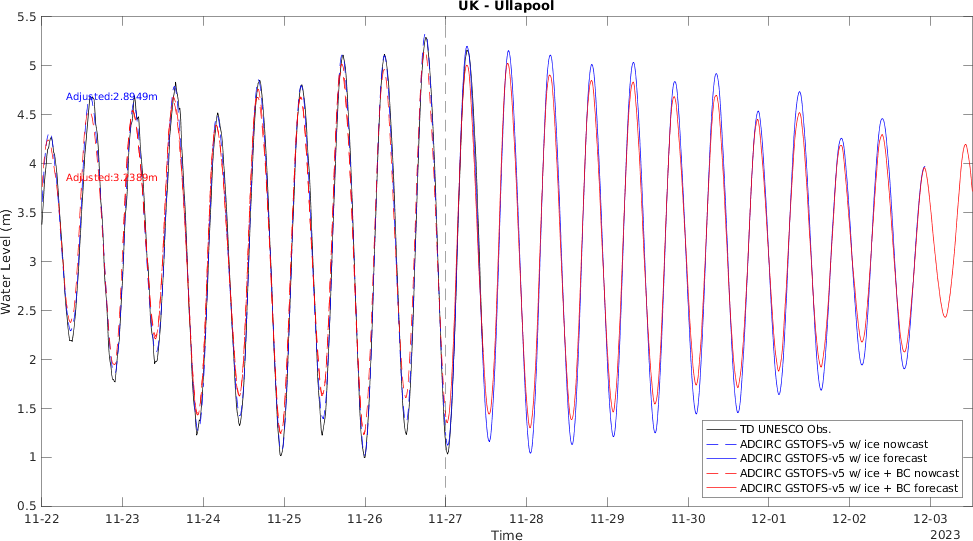 UK - Ullapool
5.5
5
4.5
4
3.5
3
2.5
2
1.5
1
0.5
Water Level (m)
Adjusted:2.8949m
Adjusted:3.2389m
TD UNESCO Obs.
ADCIRC GSTOFS-v5 w/ ice nowcast
ADCIRC GSTOFS-v5 w/ ice forecast
ADCIRC GSTOFS-v5 w/ ice + BC nowcast
ADCIRC GSTOFS-v5 w/ ice + BC forecast
11-22 11-23 11-24 11-25 11-26 11-27 11-28 11-29 11-30 12-01 12-02 12-03
Time
2023